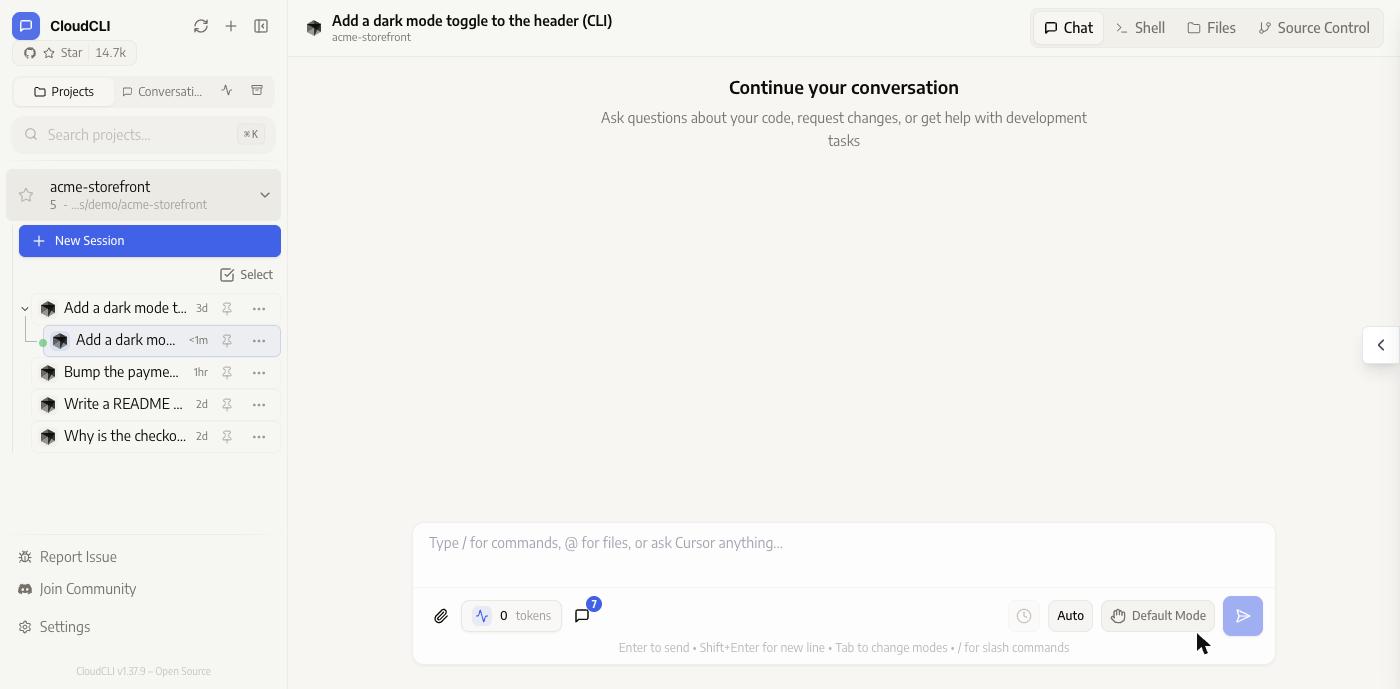 CloudCLI
Star 14.7k
Projects
Conversati...
Search projects...
⌘K
acme-storefront
5 - ...s/demo/acme-storefront
New Session
Select
Add a dark mode t... 3d
Add a dark mo... <1m
Bump the payme... 1hr
Write a README ... 2d
Why is the checko... 2d
Report Issue
Join Community
Settings
CloudCLI v1.37.9 – Open Source
Add a dark mode toggle to the header (CLI)
acme-storefront
Chat
Shell
Files
Source Control
Continue your conversation
Ask questions about your code, request changes, or get help with development
tasks
Type / for commands, @ for files, or ask Cursor anything...
0 tokens
7
Auto
Default Mode
Enter to send • Shift+Enter for new line • Tab to change modes • / for slash commands